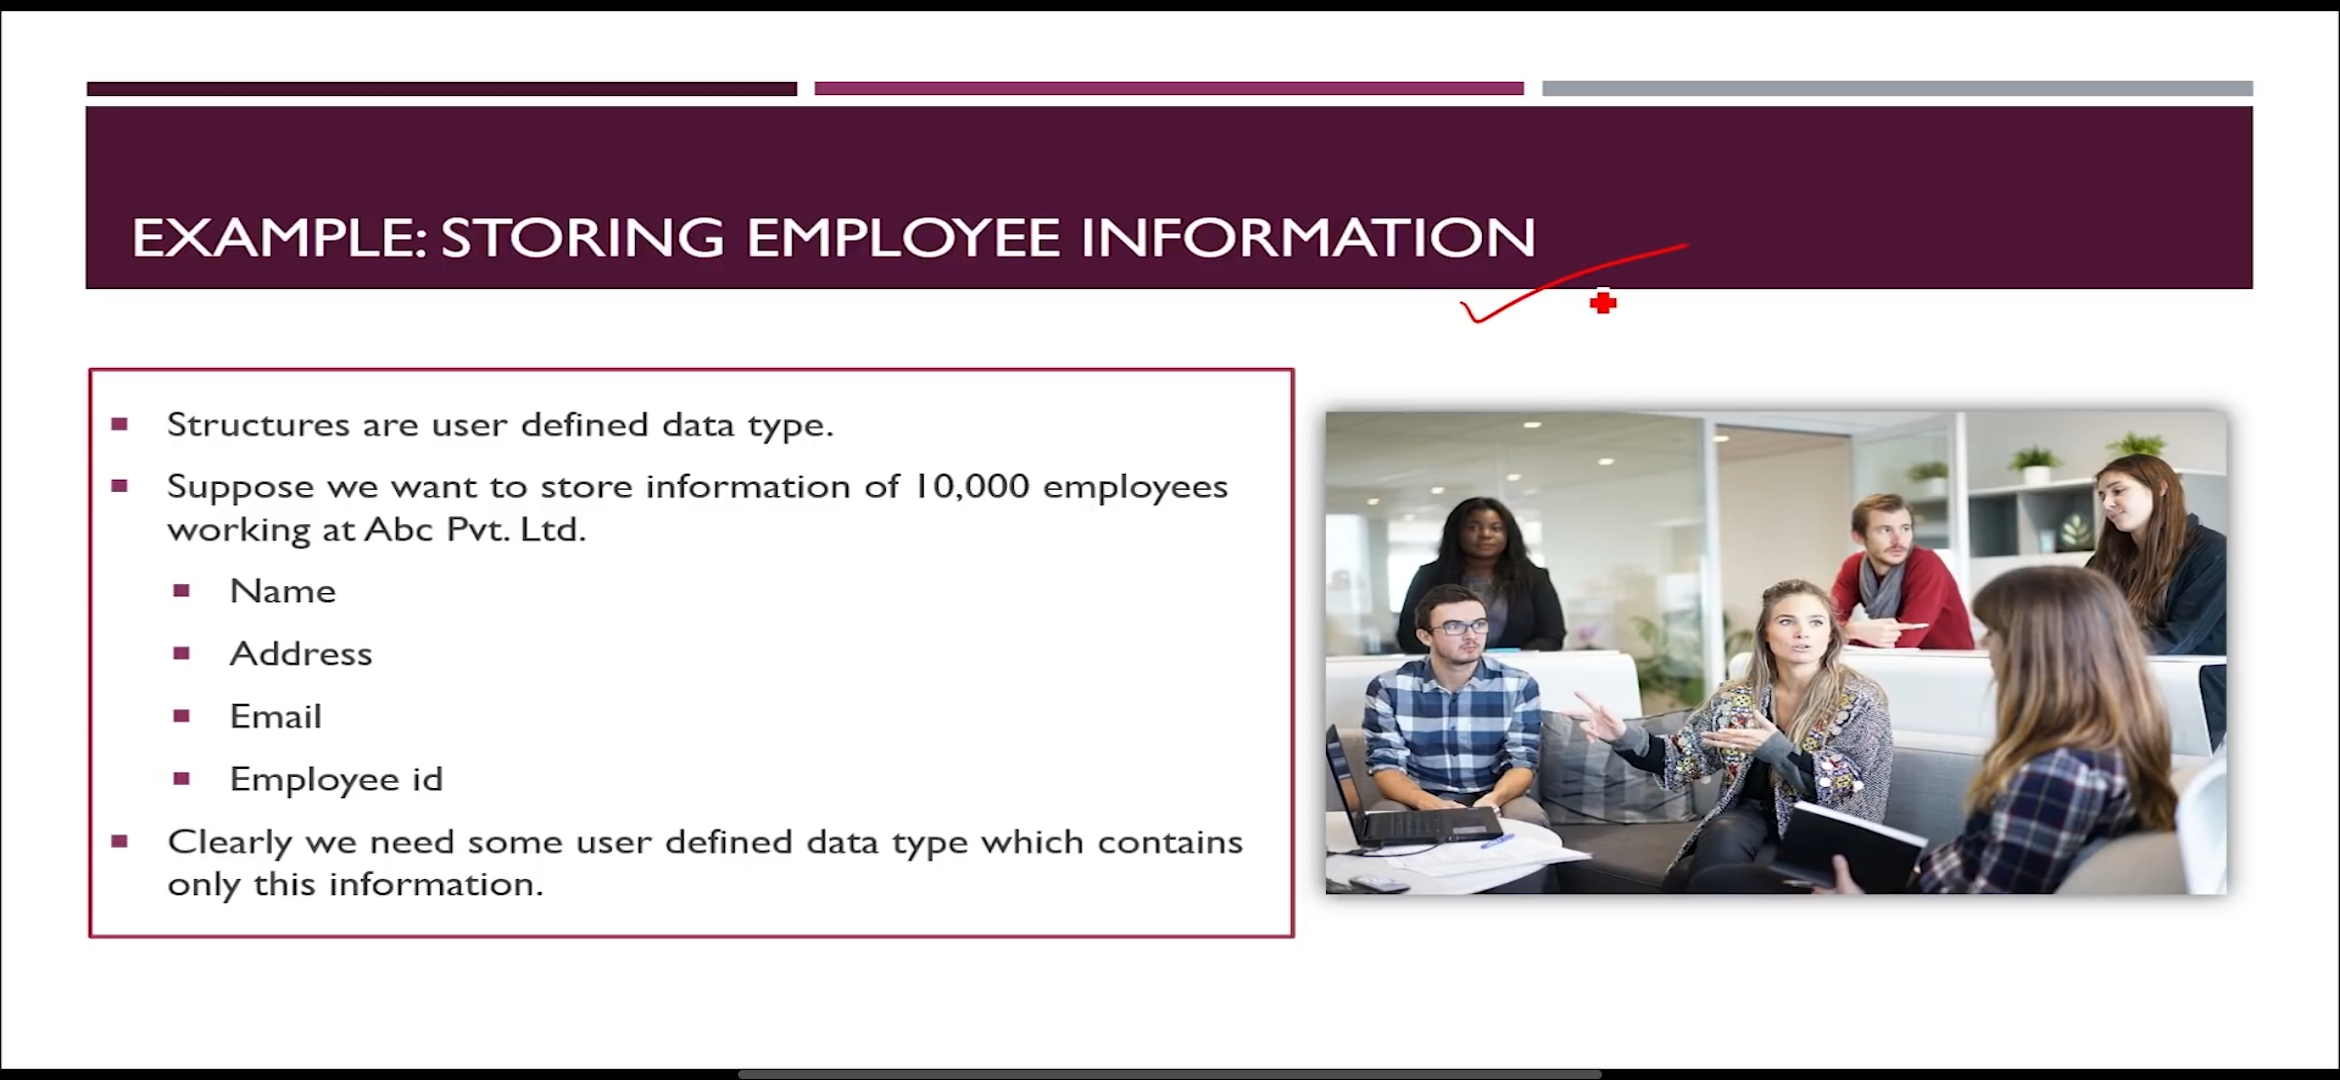 EXAMPLE: STORING EMPLOYEE INFORMATION
Structures are user defined data type.
Suppose we want to store information of 10,000 employees
working at Abc Pvt. Ltd.
Name
Address
Email
Employee id
Clearly we need some user defined data type which contains
only this information.